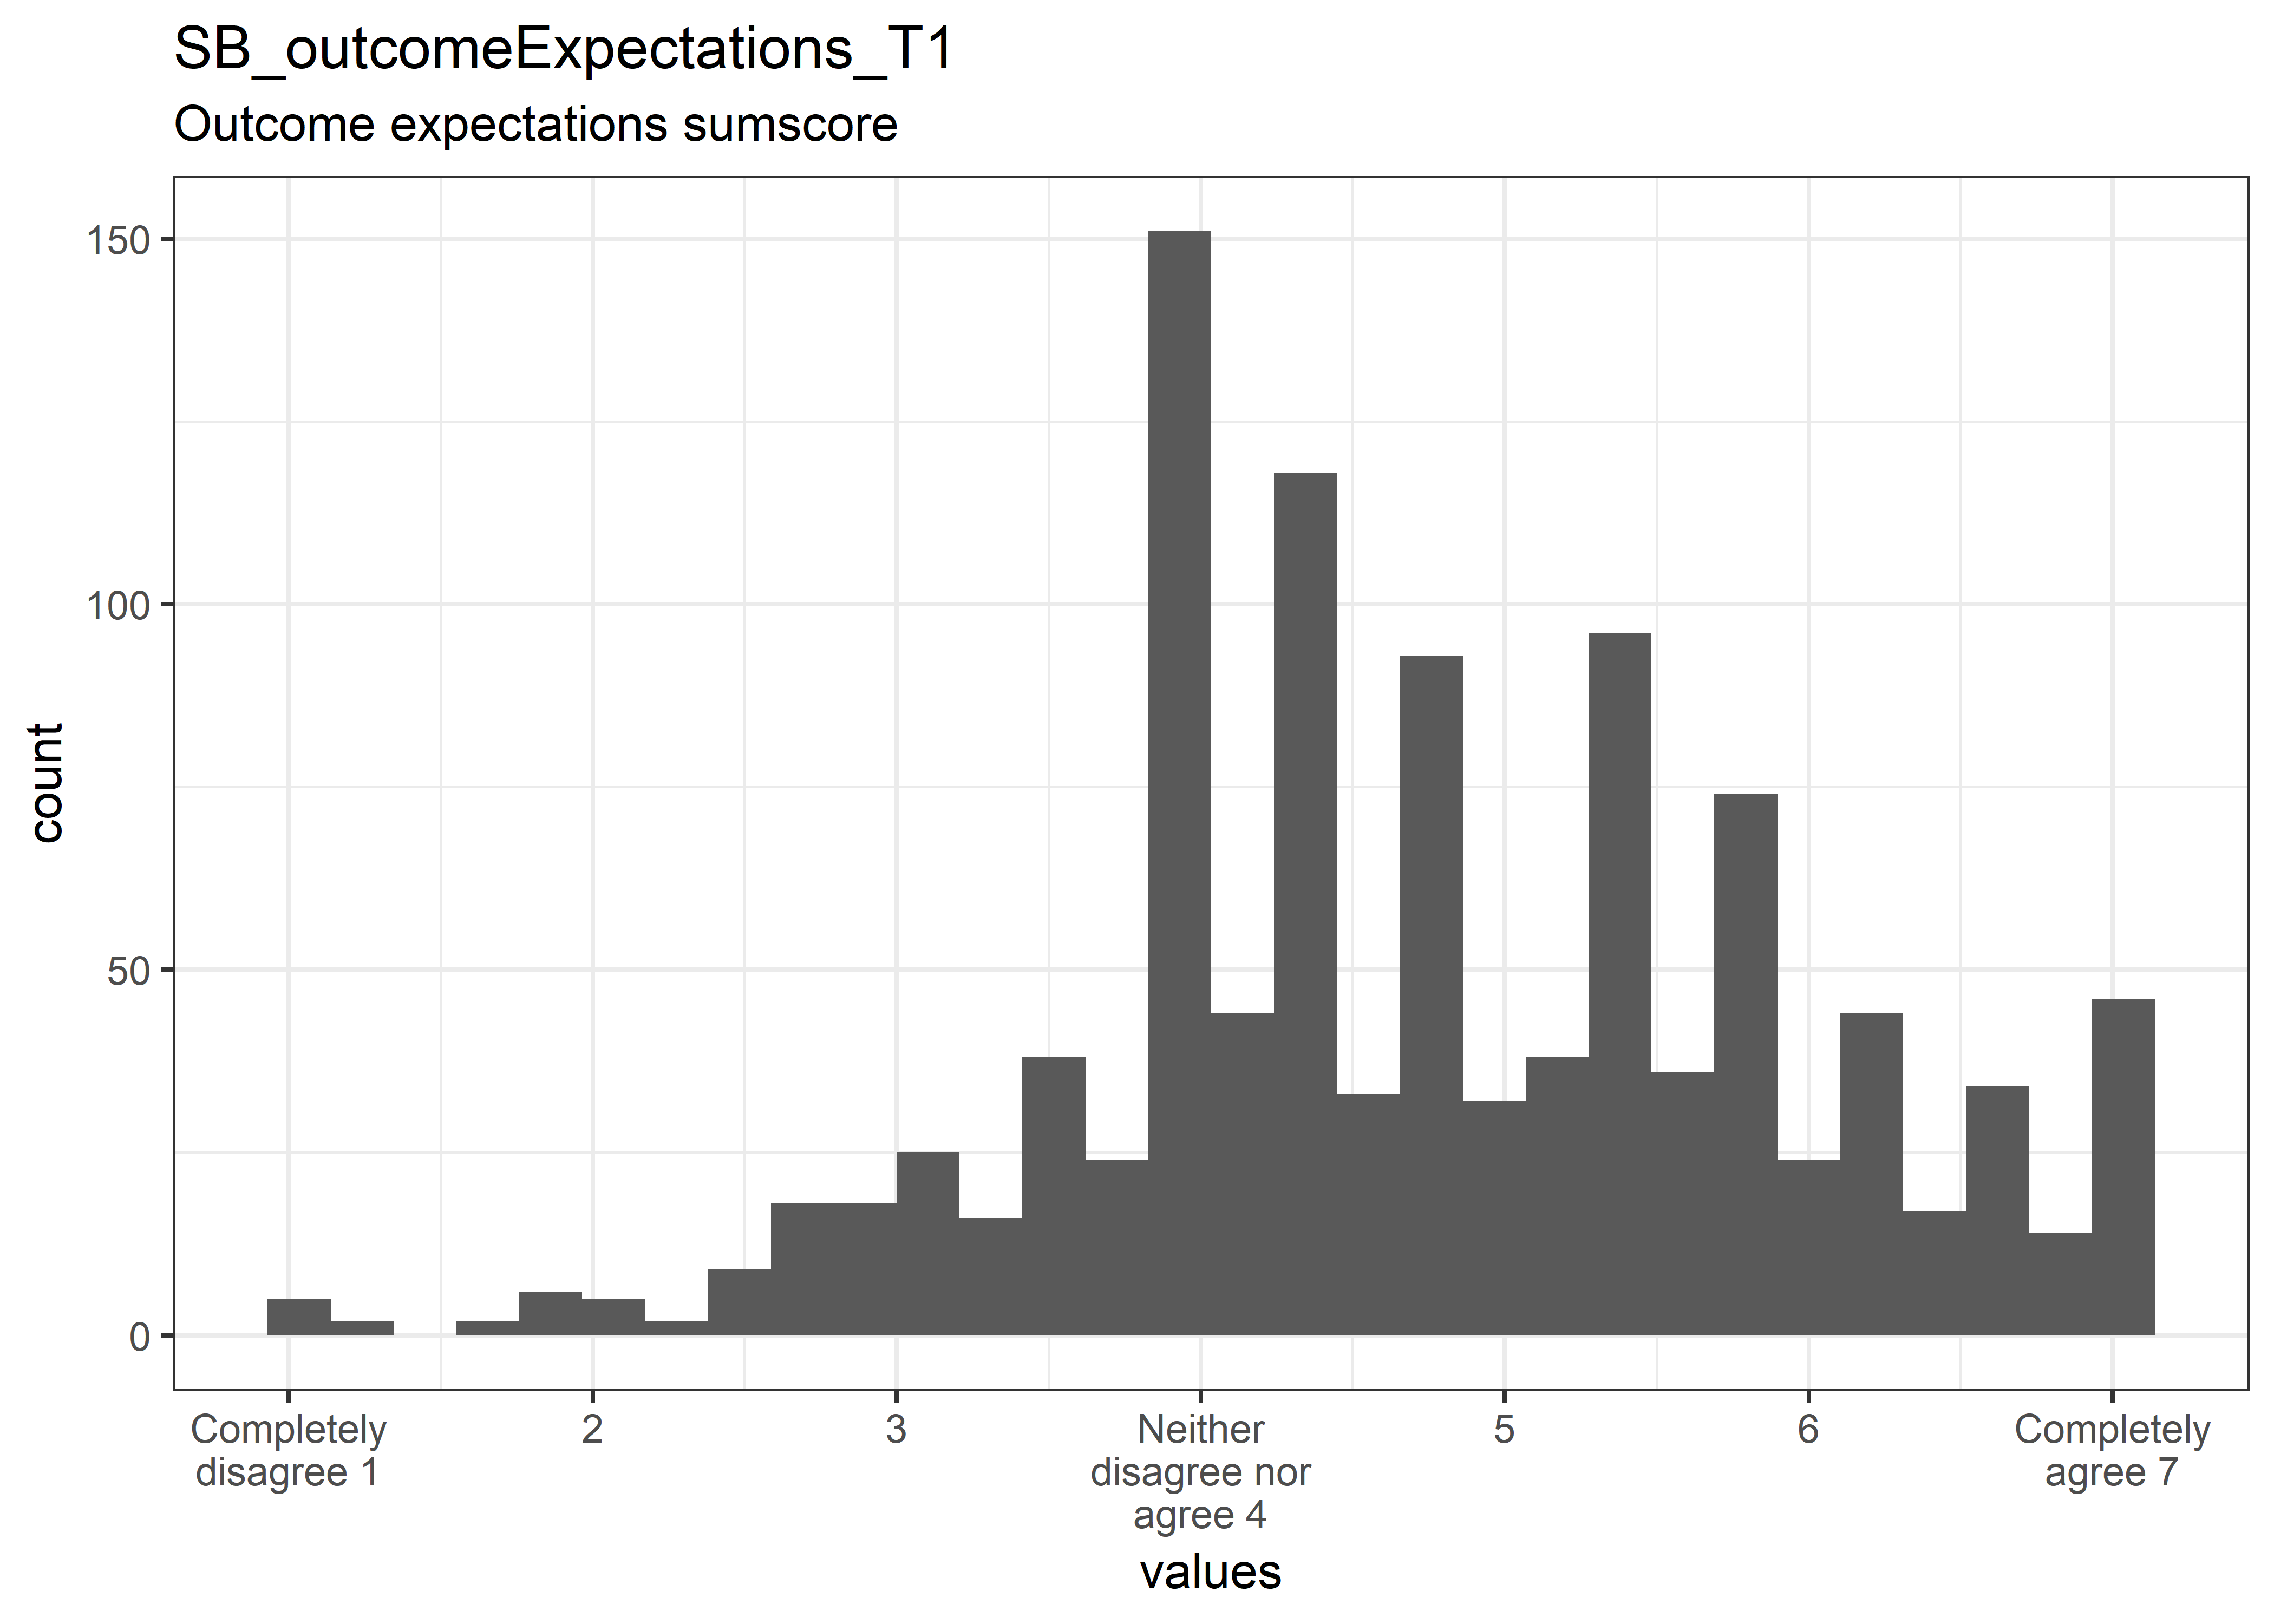 SB_outcomeExpectations_T1
Outcome expectations sumscore
150
100
50
0
count
Completely
disagree 1
2
3
Neither
disagree nor
agree 4
5
6
Completely
agree 7
values